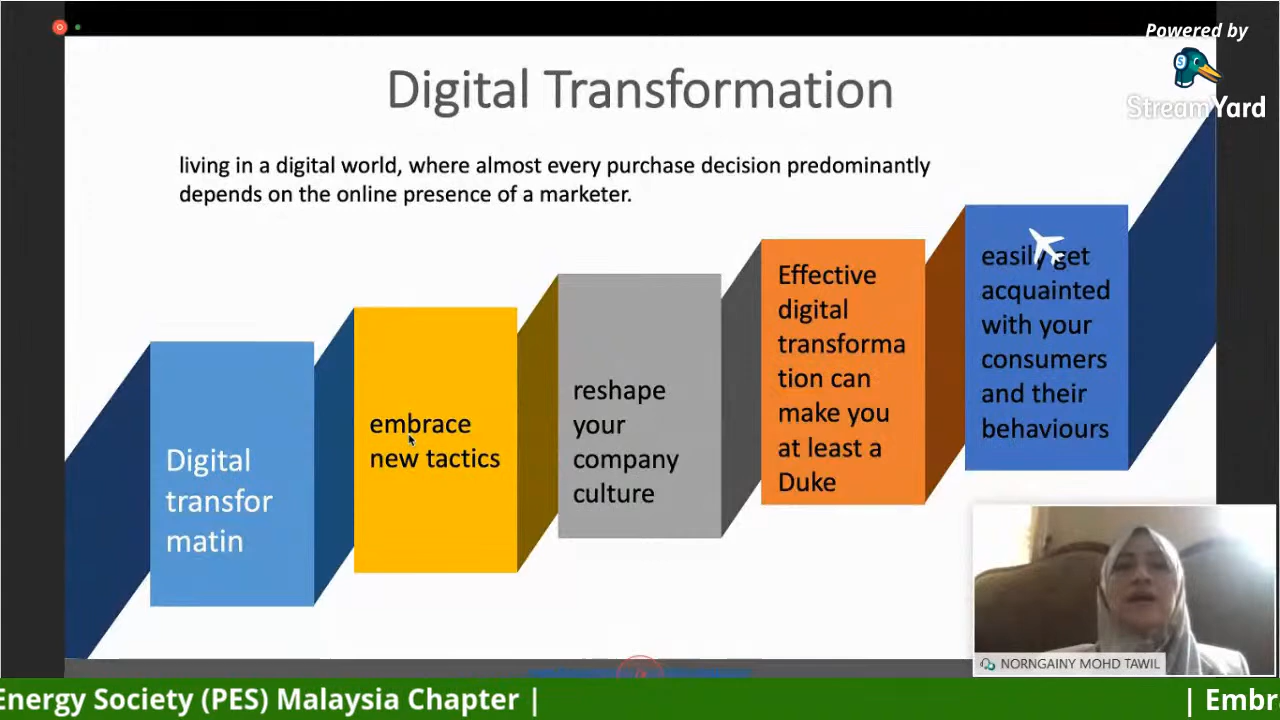 Powered by
StreamYard
Digital Transformation
living in a digital world, where almost every purchase decision predominantly
depends on the online presence of a marketer.
Digital
transfor
matin
embrace
new tactics
reshape
your
company
culture
Effective
digital
transforma
tion can
make you
at least a
Duke
easily get
acquainted
with your
consumers
and their
behaviours
NORNGAINY MOHD TAWIL
Energy Society (PES) Malaysia Chapter |
| Embr